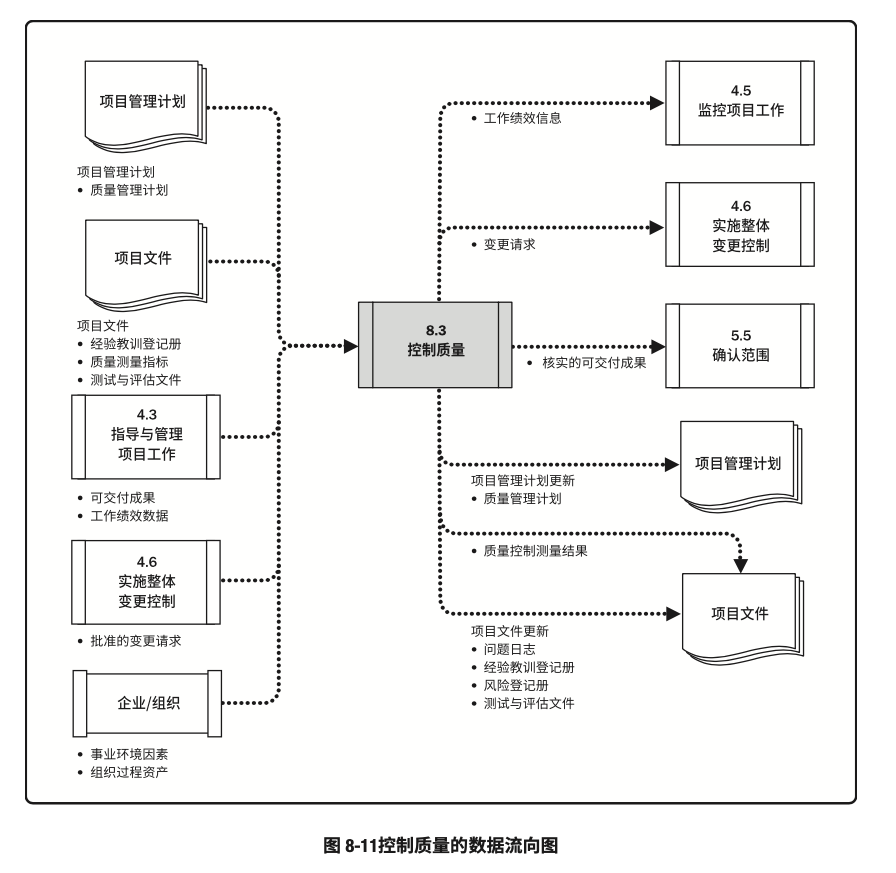 项目管理计划
项目管理计划
• 质量管理计划
项目文件
项目文件
• 经验教训登记册
• 质量测量指标
• 测试与评估文件
4.3
指导与管理
项目工作
• 可交付成果
• 工作绩效数据
4.6
实施整体
变更控制
• 批准的变更请求
企业/组织
• 事业环境因素
• 组织过程资产
8.3
控制质量
• 工作绩效信息
4.5
监控项目工作
• 变更请求
4.6
实施整体
变更控制
• 核实的可交付成果
5.5
确认范围
项目管理计划更新
• 质量管理计划
项目管理计划
• 质量控制测量结果
项目文件
项目文件更新
• 问题日志
• 经验教训登记册
• 风险登记册
• 测试与评估文件
图 8-11控制质量的数据流向图